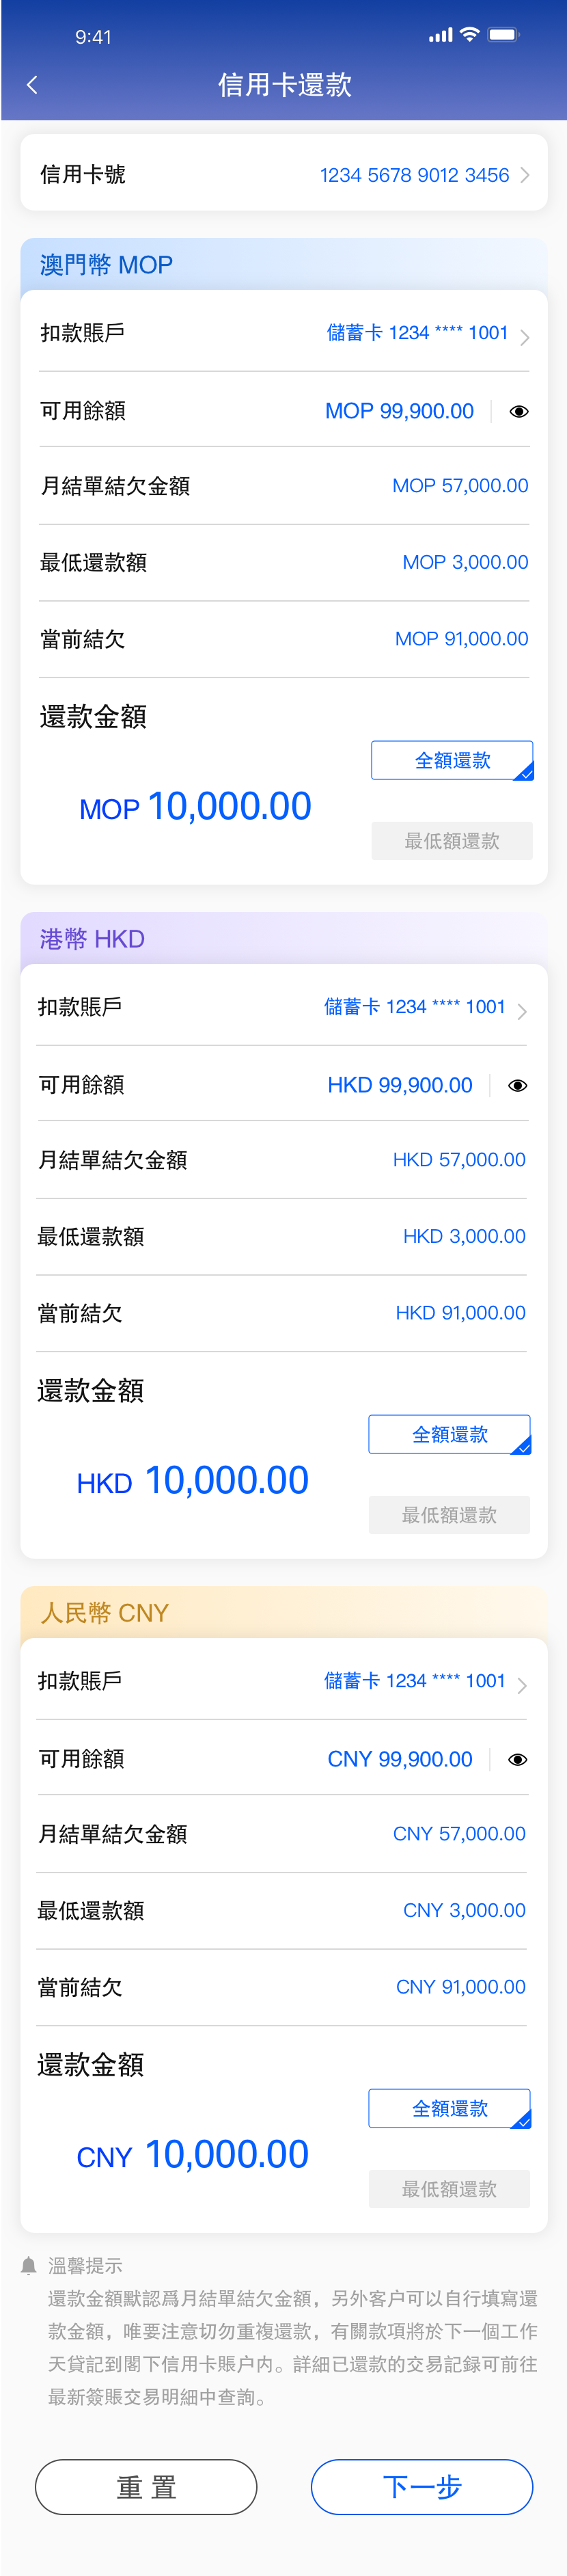 9:41
信用卡還款
信用卡號 1234 5678 9012 3456
澳門幣 MOP
扣款賬戶 儲蓄卡 1234 **** 1001
可用餘額 MOP 99,900.00
月結單結欠金額 MOP 57,000.00
最低還款額 MOP 3,000.00
當前結欠 MOP 91,000.00
還款金額
全額還款
MOP 10,000.00
最低額還款
港幣 HKD
扣款賬戶 儲蓄卡 1234 **** 1001
可用餘額 HKD 99,900.00
月結單結欠金額 HKD 57,000.00
最低還款額 HKD 3,000.00
當前結欠 HKD 91,000.00
還款金額
全額還款
HKD 10,000.00
最低額還款
人民幣 CNY
扣款賬戶 儲蓄卡 1234 **** 1001
可用餘額 CNY 99,900.00
月結單結欠金額 CNY 57,000.00
最低還款額 CNY 3,000.00
當前結欠 CNY 91,000.00
還款金額
全額還款
CNY 10,000.00
最低額還款
溫馨提示
還款金額默認爲月結單結欠金額，另外客户可以自行填寫還
款金額，唯要注意切勿重複還款，有關款項將於下一個工作
天貸記到閣下信用卡賬户内。詳細已還款的交易記錄可前往
最新簽賬交易明細中查詢。
重 置 下一步